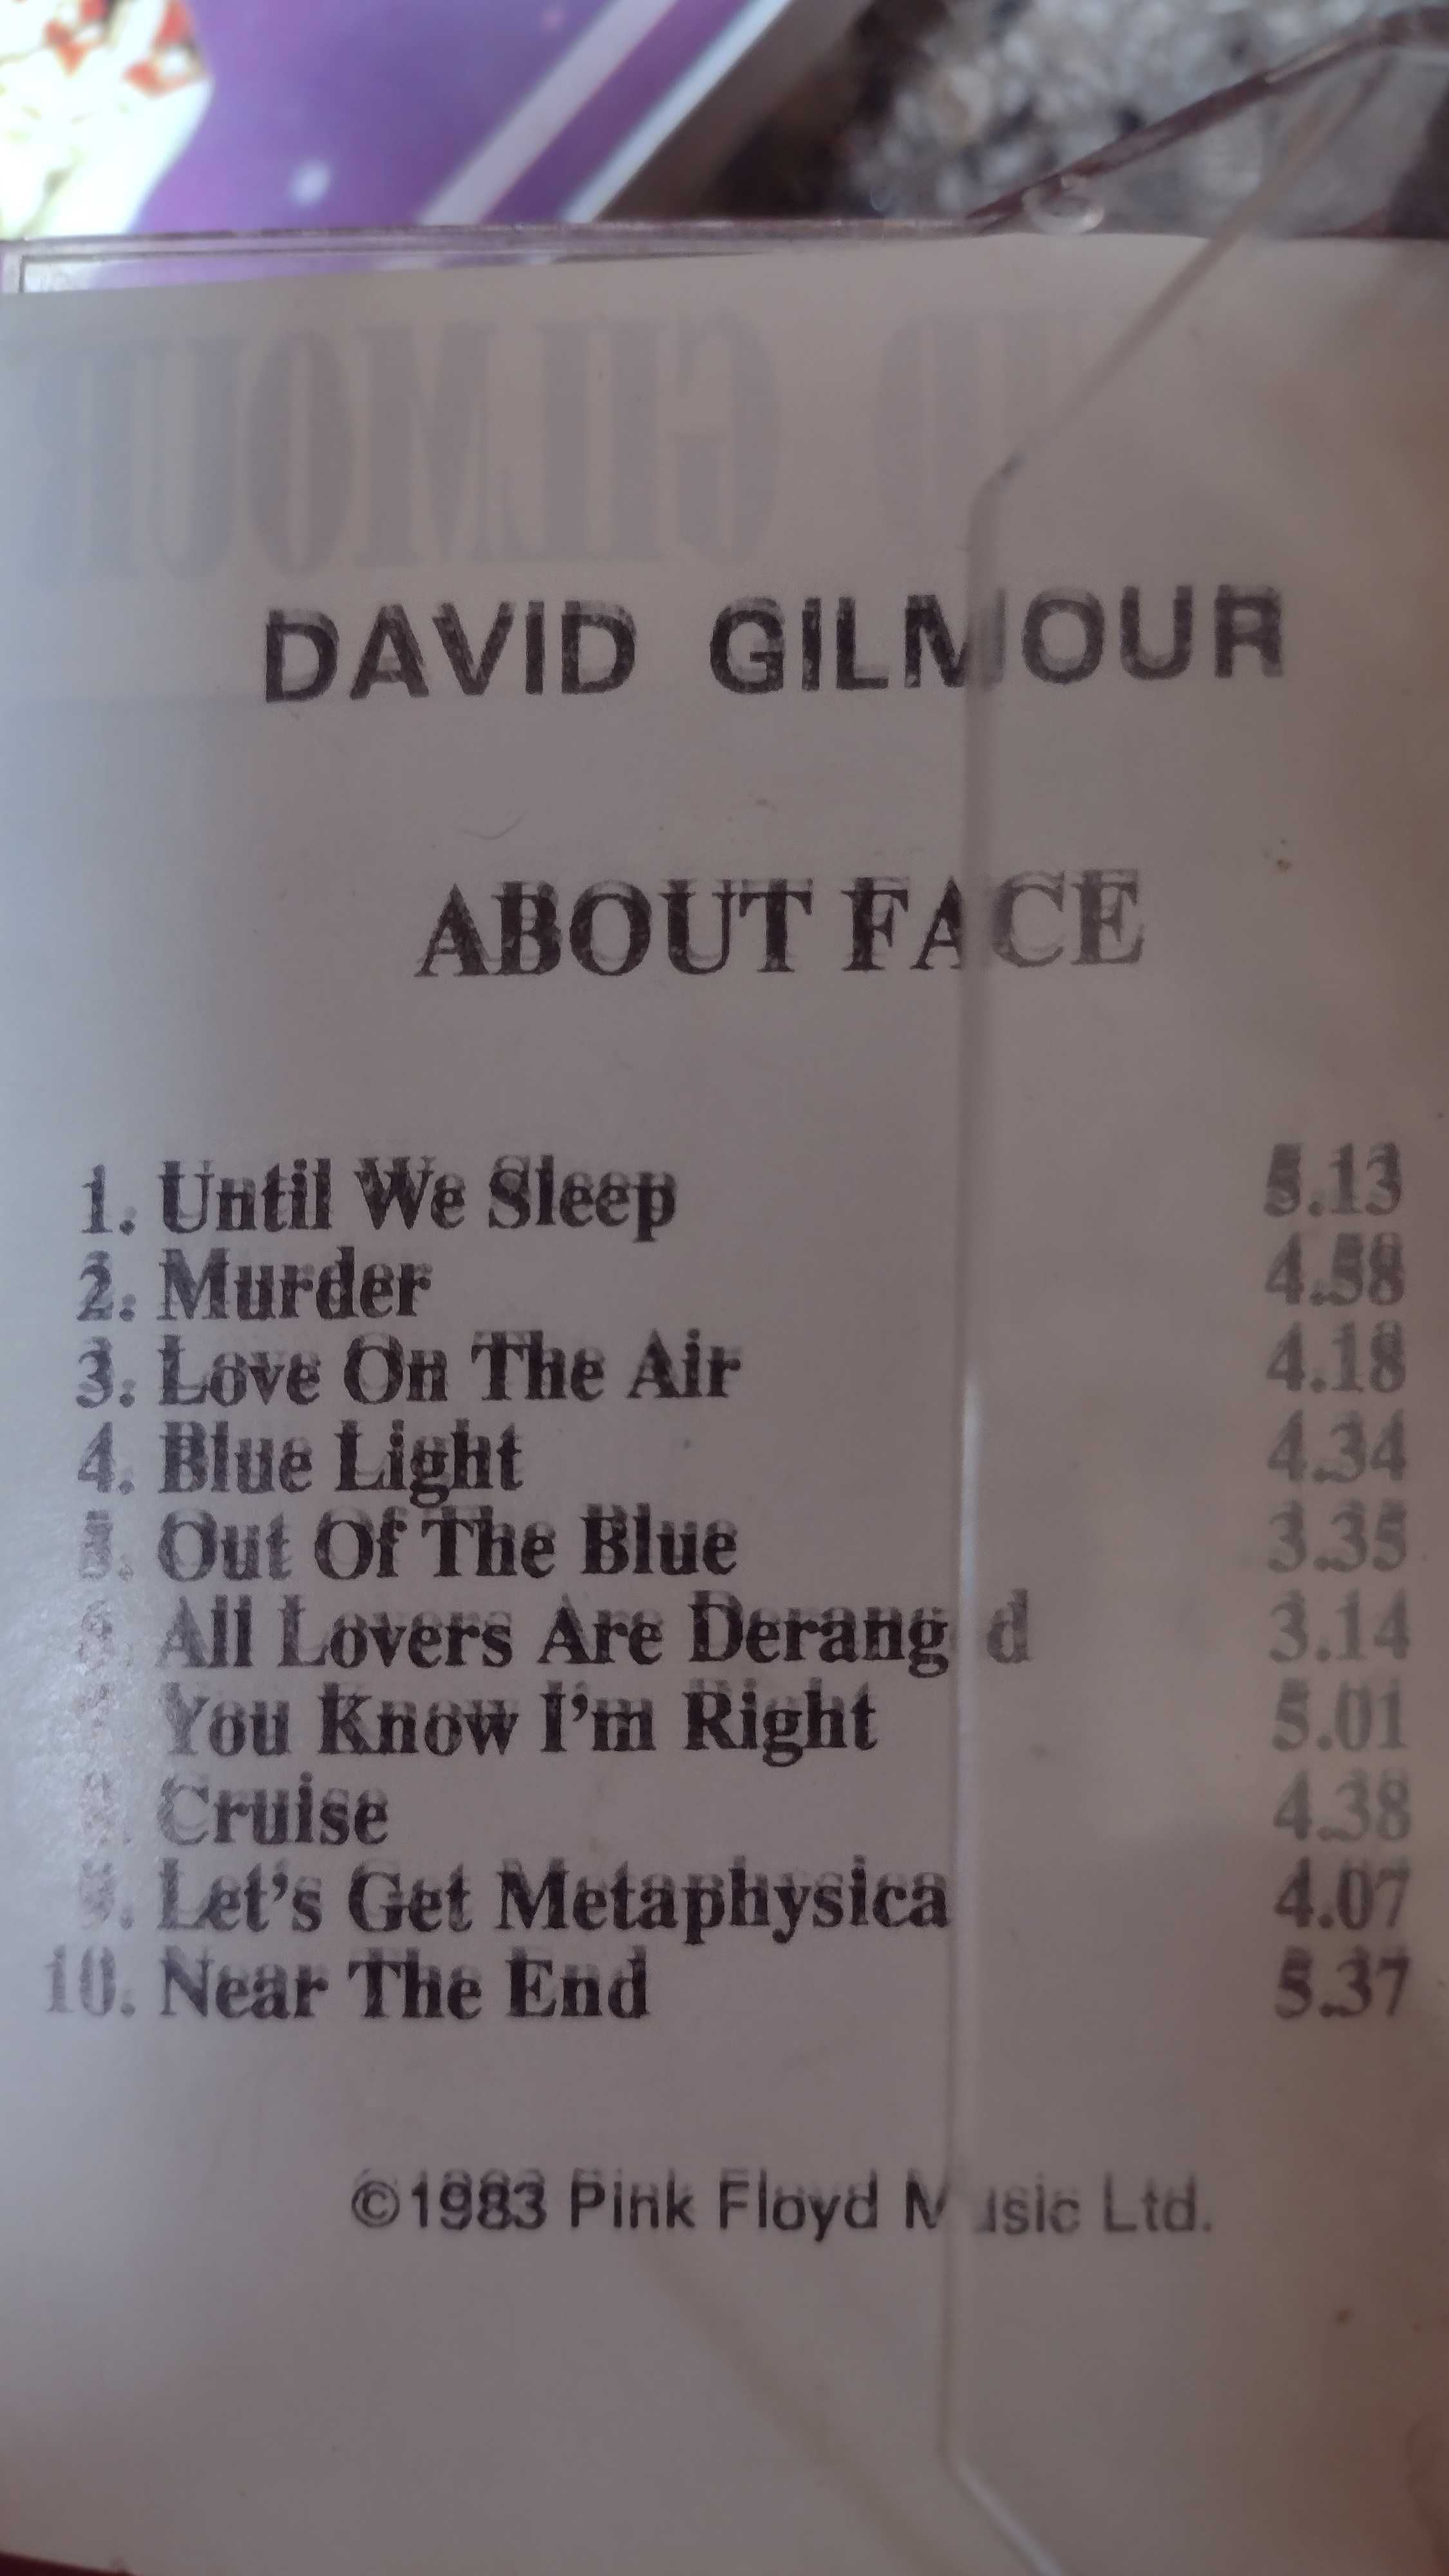 DAVID GILMOUR
ABOUT FACE
1. Until We Sleep 5.13
2. Murder 4.58
3. Love On The Air 4.18
4. Blue Light 4.34
5. Out Of The Blue 3.35
All Lovers Are Derang d 3.14
You Know I'm Right 5.01
Cruise 4.38
9. Let's Get Metaphysica 4.07
10. Near The End 5.37
©1983 Pink Floyd Music Ltd.